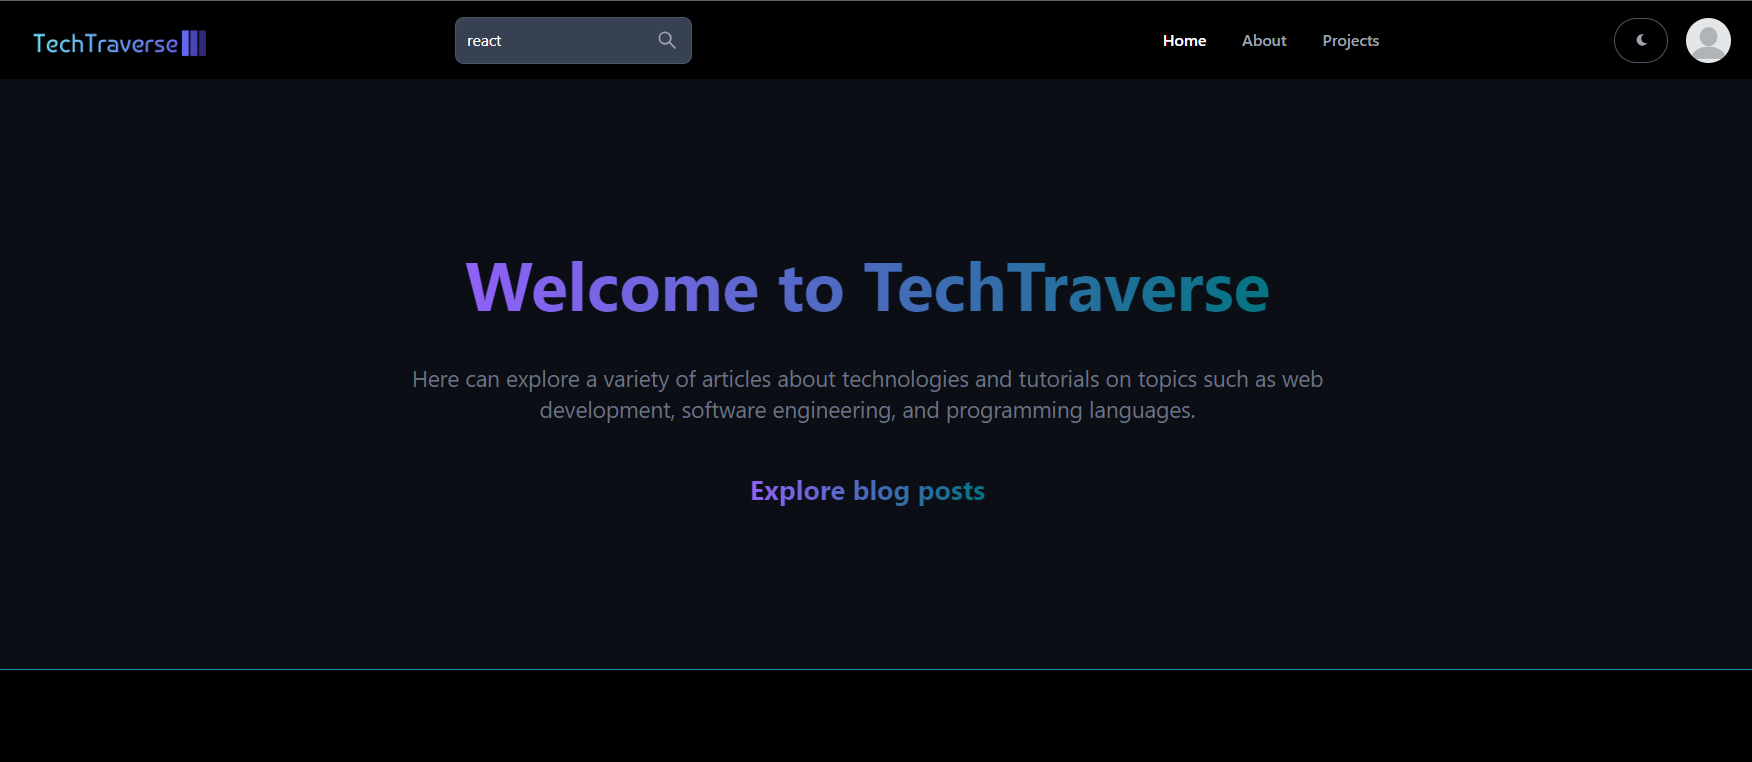 TechTraverse
react
Home About Projects
Welcome to TechTraverse
Here can explore a variety of articles about technologies and tutorials on topics such as web
development, software engineering, and programming languages.
Explore blog posts